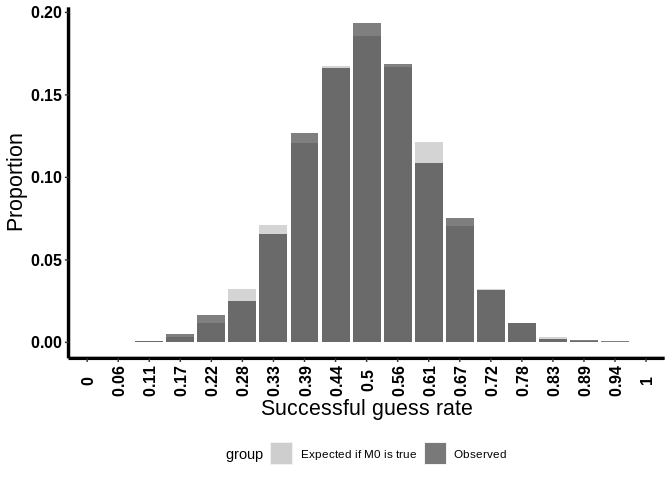 Proportion
0.20
0.15
0.10
0.05
0.00
0 0.06 0.11 0.17 0.22 0.28 0.33 0.39 0.44 0.5 0.56 0.61 0.67 0.72 0.78 0.83 0.89 0.94 1
Successful guess rate
group Expected if M0 is true Observed